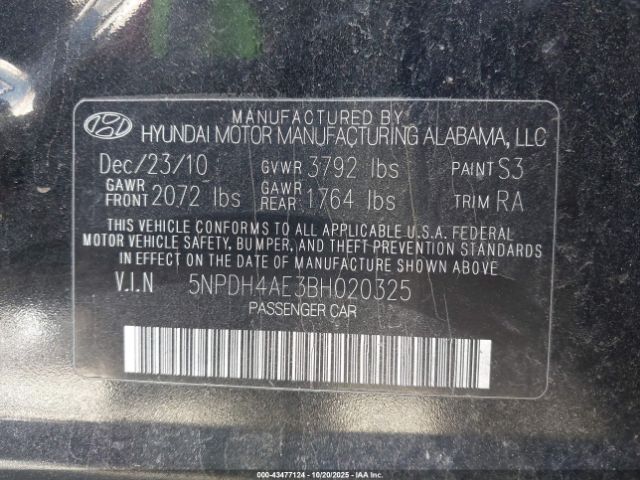 MANUFACTURED BY
HYUNDAI MOTOR MANUFACTURING ALABAMA, LLC
Dec/23/10 GVWR 3792 lbs PAINT S3
GAWR FRONT 2072 lbs GAWR REAR 1764 lbs TRIM RA
THIS VEHICLE CONFORMS TO ALL APPLICABLE U.S.A. FEDERAL
MOTOR VEHICLE SAFETY, BUMPER, AND THEFT PREVENTION STANDARDS
IN EFFECT ON THE DATE OF MANUFACTURE SHOWN ABOVE.
V.I.N 5NPDH4AE3BH020325
PASSENGER CAR
© IAA 43477124 | 10/20/2025 © IAA, Inc.